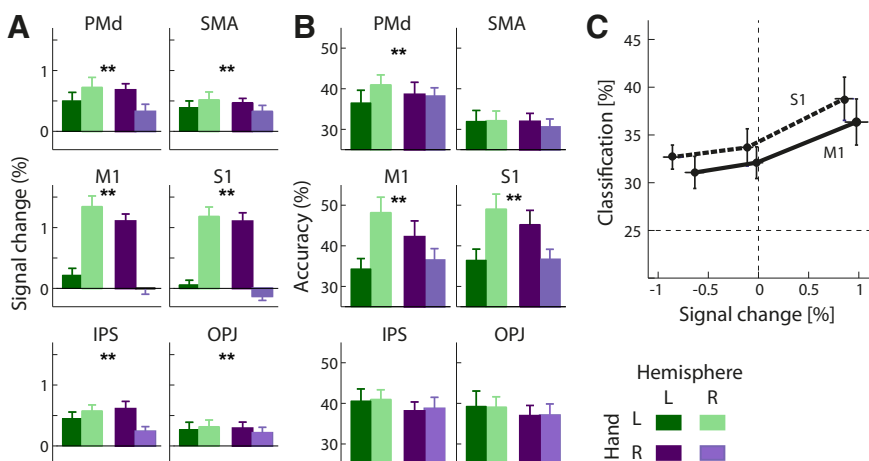 A
PMd
SMA
**
**
1
0
M1
S1
**
**
1
0
IPS
OPJ
**
**
1
0
Signal change (%)
B
PMd
SMA
**
50
40
30
M1
S1
**
**
50
40
30
IPS
OPJ
50
40
30
Accuracy (%)
C
45
40
35
30
25
Classification [%]
S1
M1
-1
-0.5
0
0.5
1
Signal change [%]
Hemisphere
L R
Hand
L
R